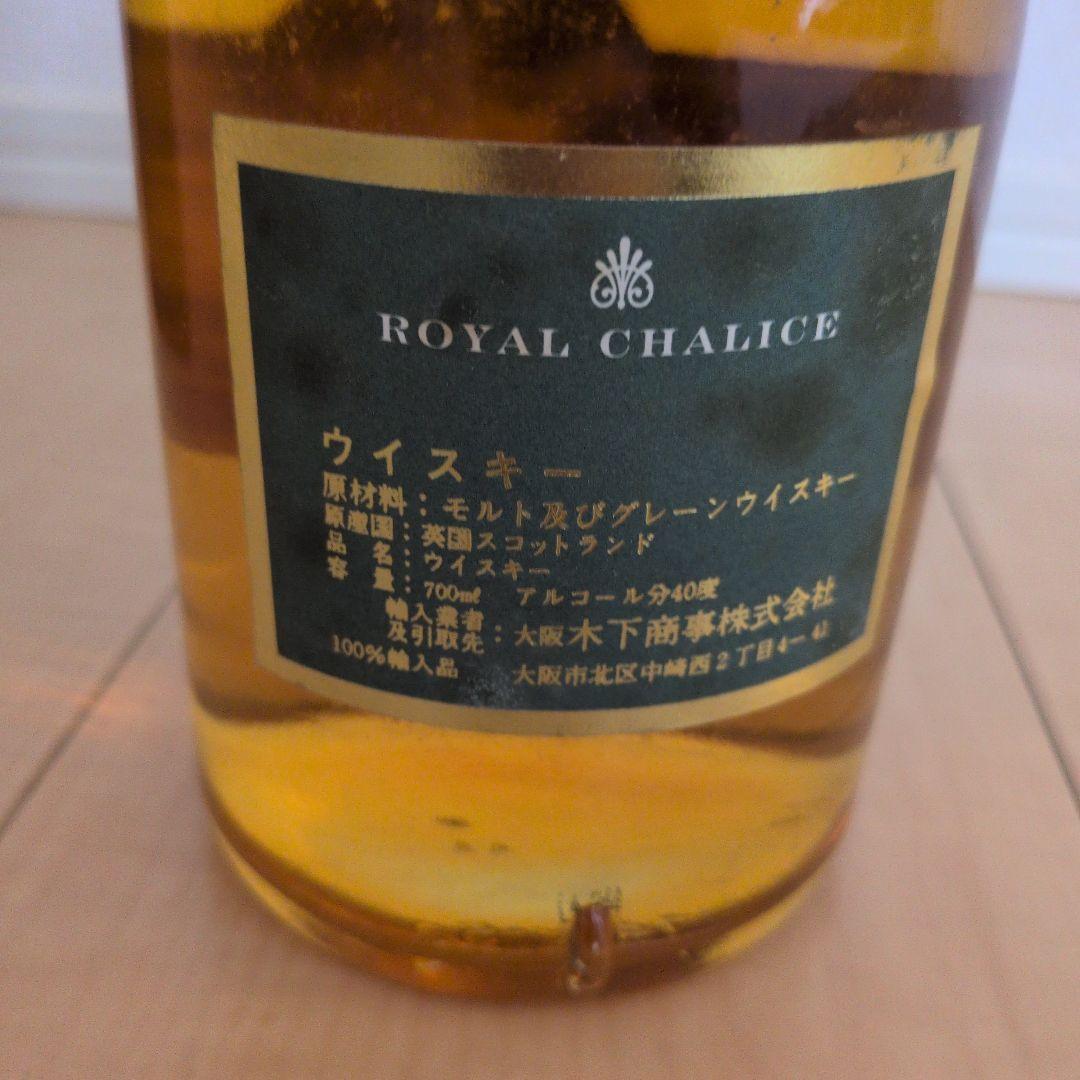 ROYAL CHALICE
ウイスキー
原材料：モルト及びグレーンウイスキー
原産国：英国スコットランド
品　名：ウイスキー
容　量：700㎖　アルコール分40度
輸入業者
及引取先：大阪 木下商事株式会社
100%輸入品　大阪市北区中崎西2丁目4-